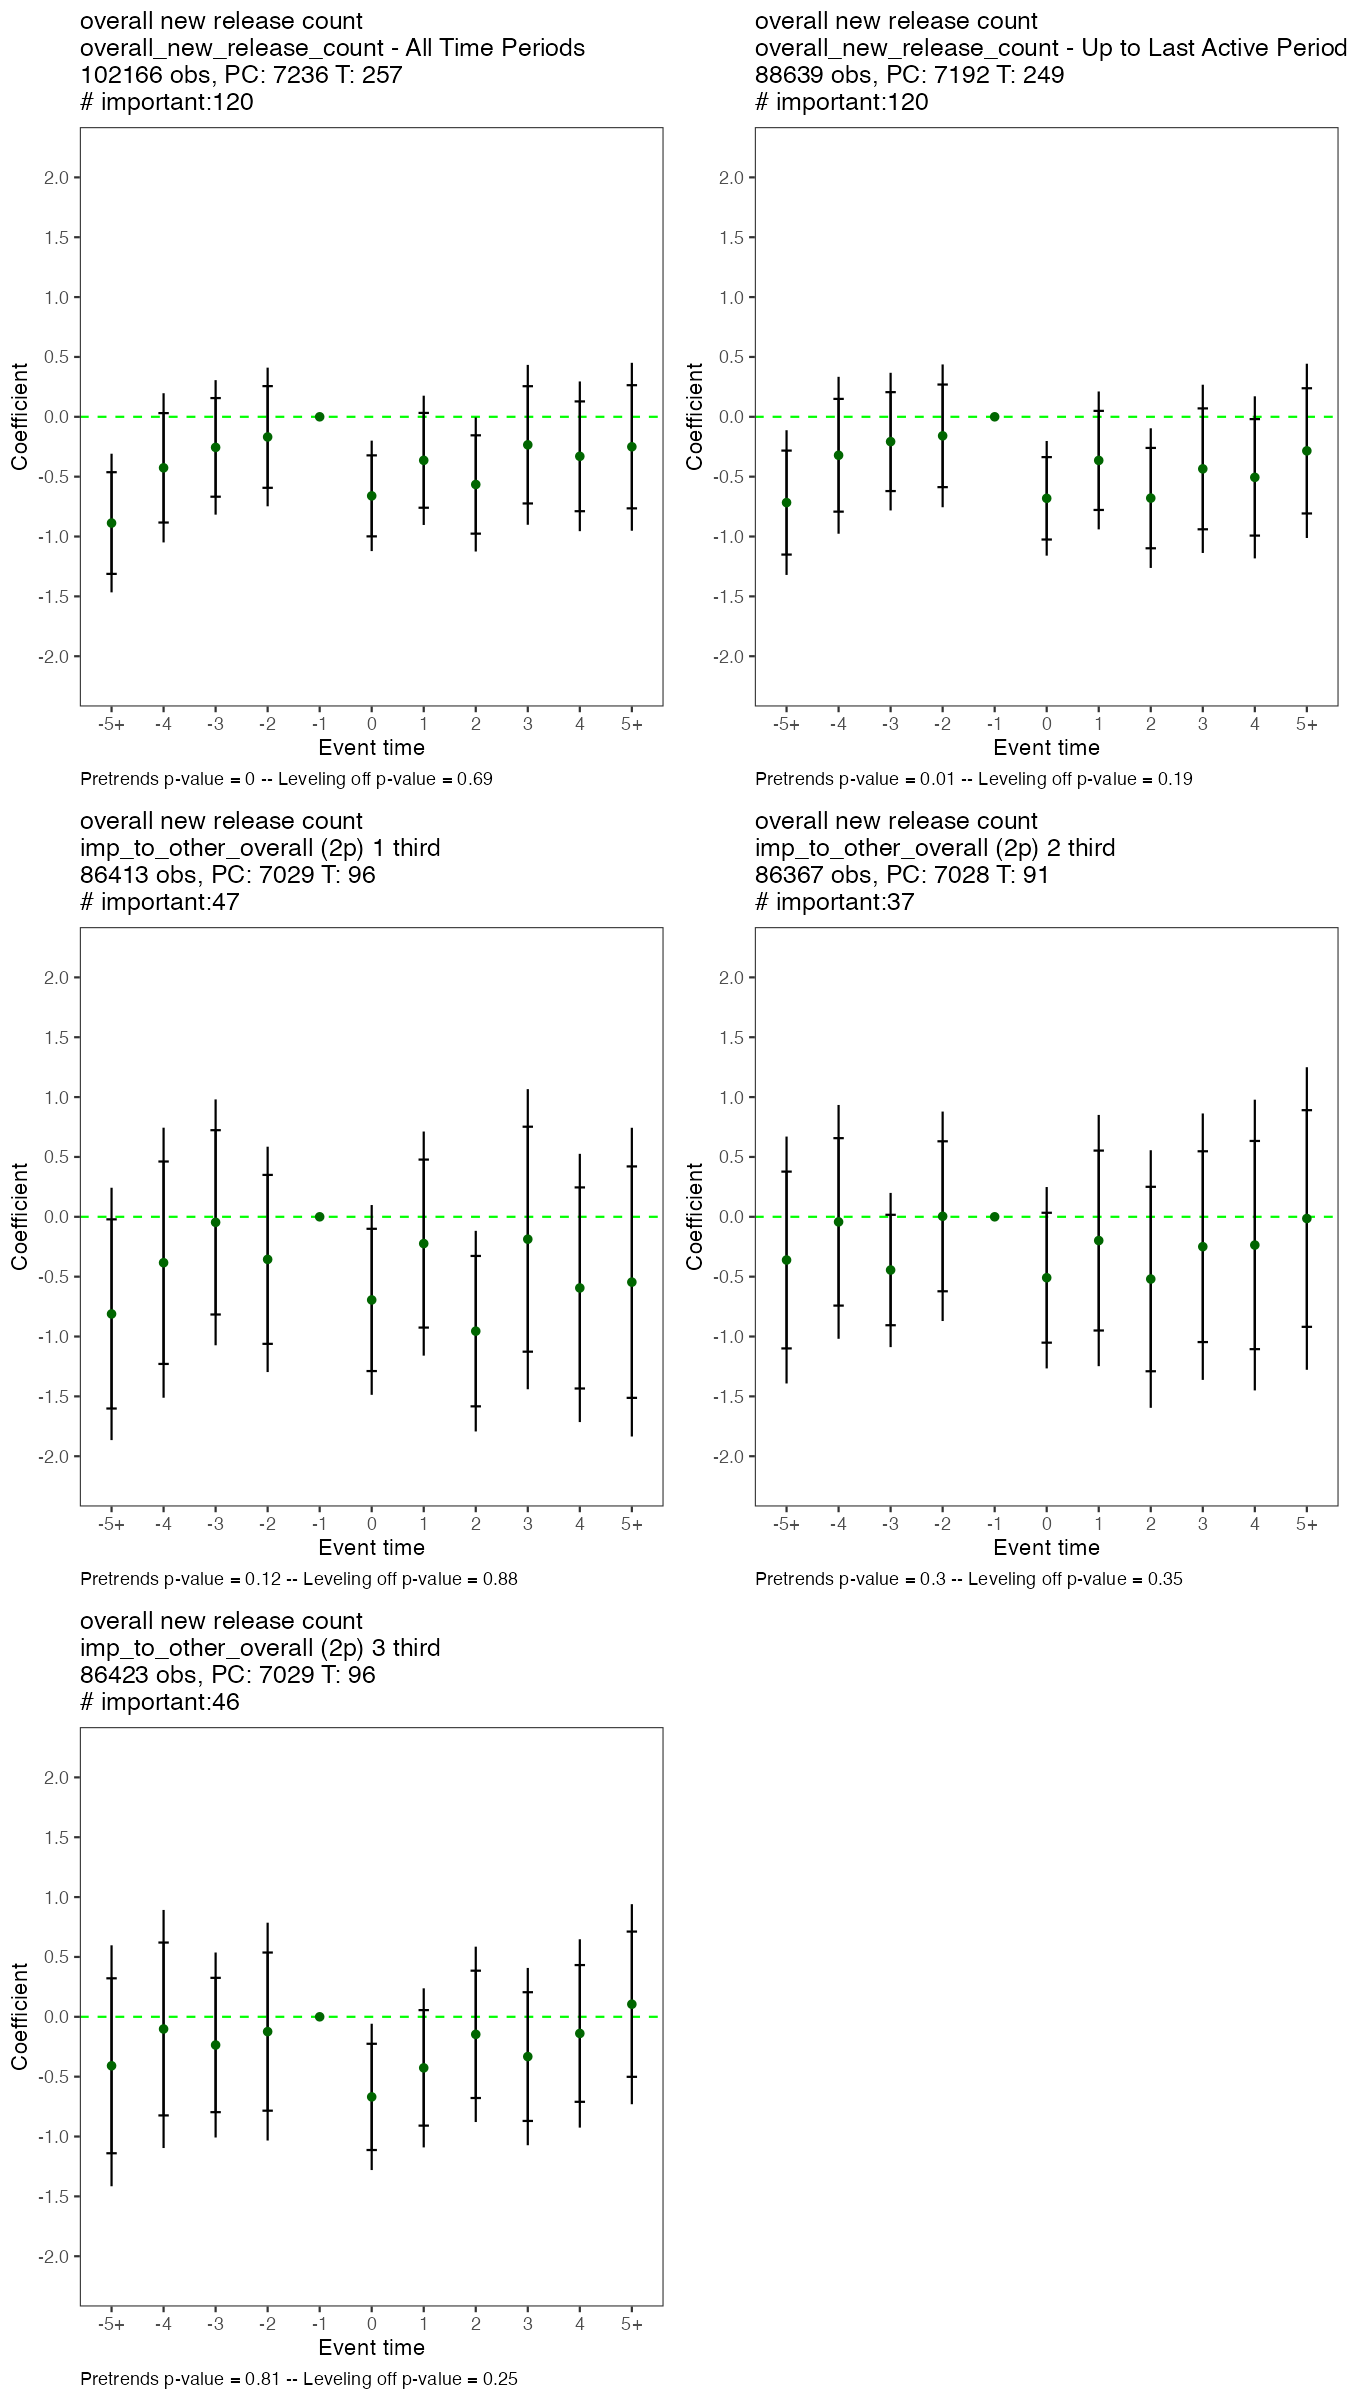 overall new release count
overall_new_release_count - All Time Periods
102166 obs, PC: 7236 T: 257
# important:120
2.0
1.5
1.0
0.5
0.0
-0.5
-1.0
-1.5
-2.0
Coefficient
-5+ -4 -3 -2 -1 0 1 2 3 4 5+
Event time
Pretrends p-value = 0 -- Leveling off p-value = 0.69
overall new release count
overall_new_release_count - Up to Last Active Period
88639 obs, PC: 7192 T: 249
# important:120
2.0
1.5
1.0
0.5
0.0
-0.5
-1.0
-1.5
-2.0
Coefficient
-5+ -4 -3 -2 -1 0 1 2 3 4 5+
Event time
Pretrends p-value = 0.01 -- Leveling off p-value = 0.19
overall new release count
imp_to_other_overall (2p) 1 third
86413 obs, PC: 7029 T: 96
# important:47
2.0
1.5
1.0
0.5
0.0
-0.5
-1.0
-1.5
-2.0
Coefficient
-5+ -4 -3 -2 -1 0 1 2 3 4 5+
Event time
Pretrends p-value = 0.12 -- Leveling off p-value = 0.88
overall new release count
imp_to_other_overall (2p) 2 third
86367 obs, PC: 7028 T: 91
# important:37
2.0
1.5
1.0
0.5
0.0
-0.5
-1.0
-1.5
-2.0
Coefficient
-5+ -4 -3 -2 -1 0 1 2 3 4 5+
Event time
Pretrends p-value = 0.3 -- Leveling off p-value = 0.35
overall new release count
imp_to_other_overall (2p) 3 third
86423 obs, PC: 7029 T: 96
# important:46
2.0
1.5
1.0
0.5
0.0
-0.5
-1.0
-1.5
-2.0
Coefficient
-5+ -4 -3 -2 -1 0 1 2 3 4 5+
Event time
Pretrends p-value = 0.81 -- Leveling off p-value = 0.25